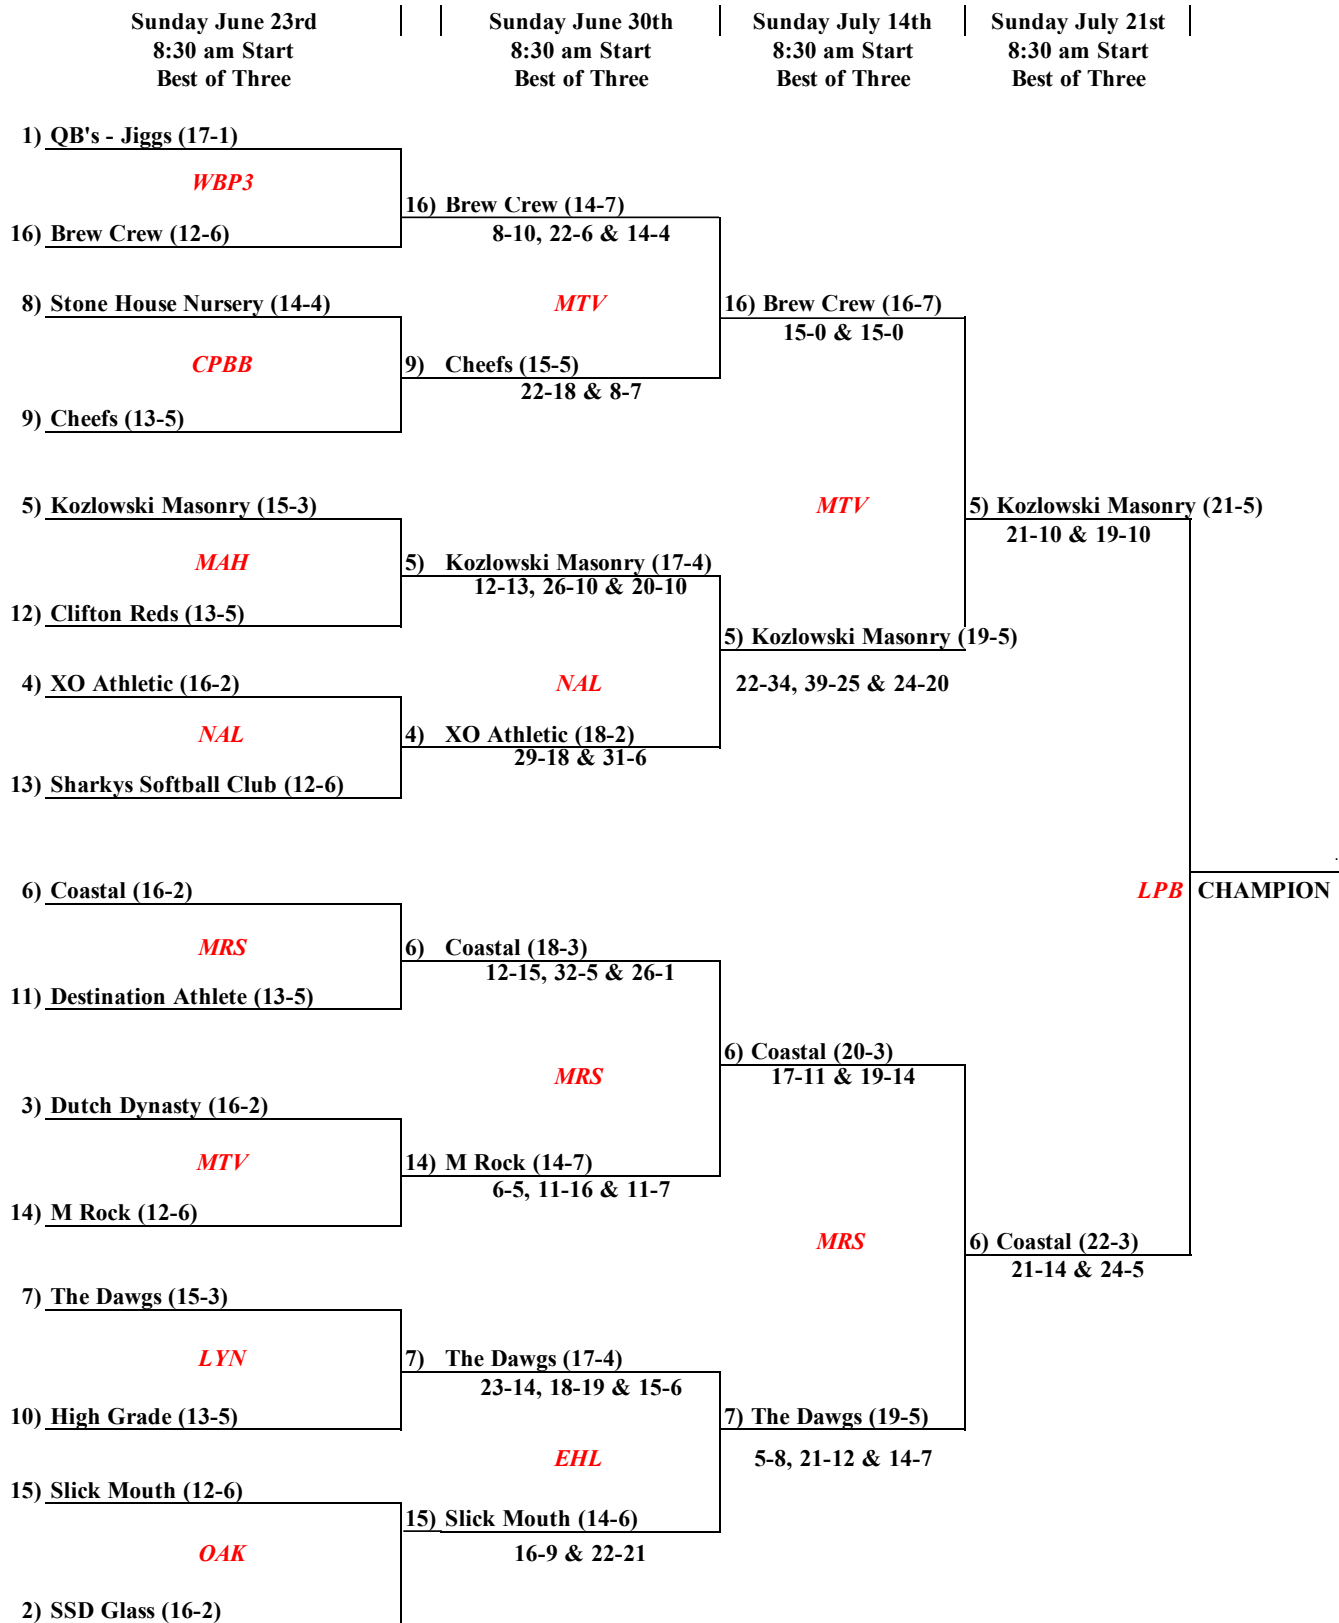 Sunday June 23rd
8:30 am Start
Best of Three
Sunday June 30th
8:30 am Start
Best of Three
Sunday July 14th
8:30 am Start
Best of Three
Sunday July 21st
8:30 am Start
Best of Three
1) QB's - Jiggs (17-1)
WBP3
16) Brew Crew (12-6)
8) Stone House Nursery (14-4)
CPBB
9) Cheefs (13-5)
5) Kozlowski Masonry (15-3)
MAH
12) Clifton Reds (13-5)
4) XO Athletic (16-2)
NAL
13) Sharkys Softball Club (12-6)
6) Coastal (16-2)
MRS
11) Destination Athlete (13-5)
3) Dutch Dynasty (16-2)
MTV
14) M Rock (12-6)
7) The Dawgs (15-3)
LYN
10) High Grade (13-5)
15) Slick Mouth (12-6)
OAK
2) SSD Glass (16-2)
16) Brew Crew (14-7)
8-10, 22-6 & 14-4
MTV
9) Cheefs (15-5)
22-18 & 8-7
5) Kozlowski Masonry (17-4)
12-13, 26-10 & 20-10
NAL
4) XO Athletic (18-2)
29-18 & 31-6
6) Coastal (18-3)
12-15, 32-5 & 26-1
MRS
14) M Rock (14-7)
6-5, 11-16 & 11-7
7) The Dawgs (17-4)
23-14, 18-19 & 15-6
EHL
15) Slick Mouth (14-6)
16-9 & 22-21
16) Brew Crew (16-7)
15-0 & 15-0
MTV
5) Kozlowski Masonry (19-5)
22-34, 39-25 & 24-20
6) Coastal (20-3)
17-11 & 19-14
MRS
7) The Dawgs (19-5)
5-8, 21-12 & 14-7
5) Kozlowski Masonry (21-5)
21-10 & 19-10
LPB
6) Coastal (22-3)
21-14 & 24-5
CHAMPION